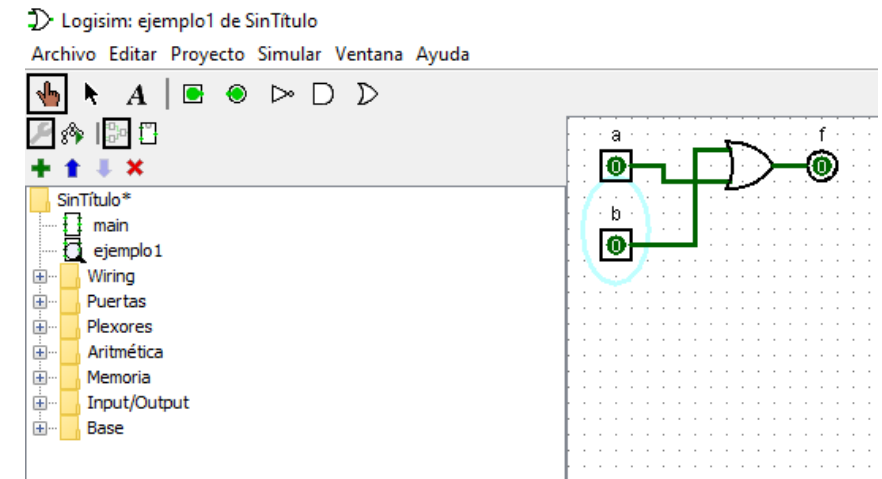 Logisim: ejemplo1 de SinTítulo
Archivo Editar Proyecto Simular Ventana Ayuda
A
SinTítulo*
main
ejemplo1
Wiring
Puertas
Plexores
Aritmética
Memoria
Input/Output
Base
a
f
0
0
b
0